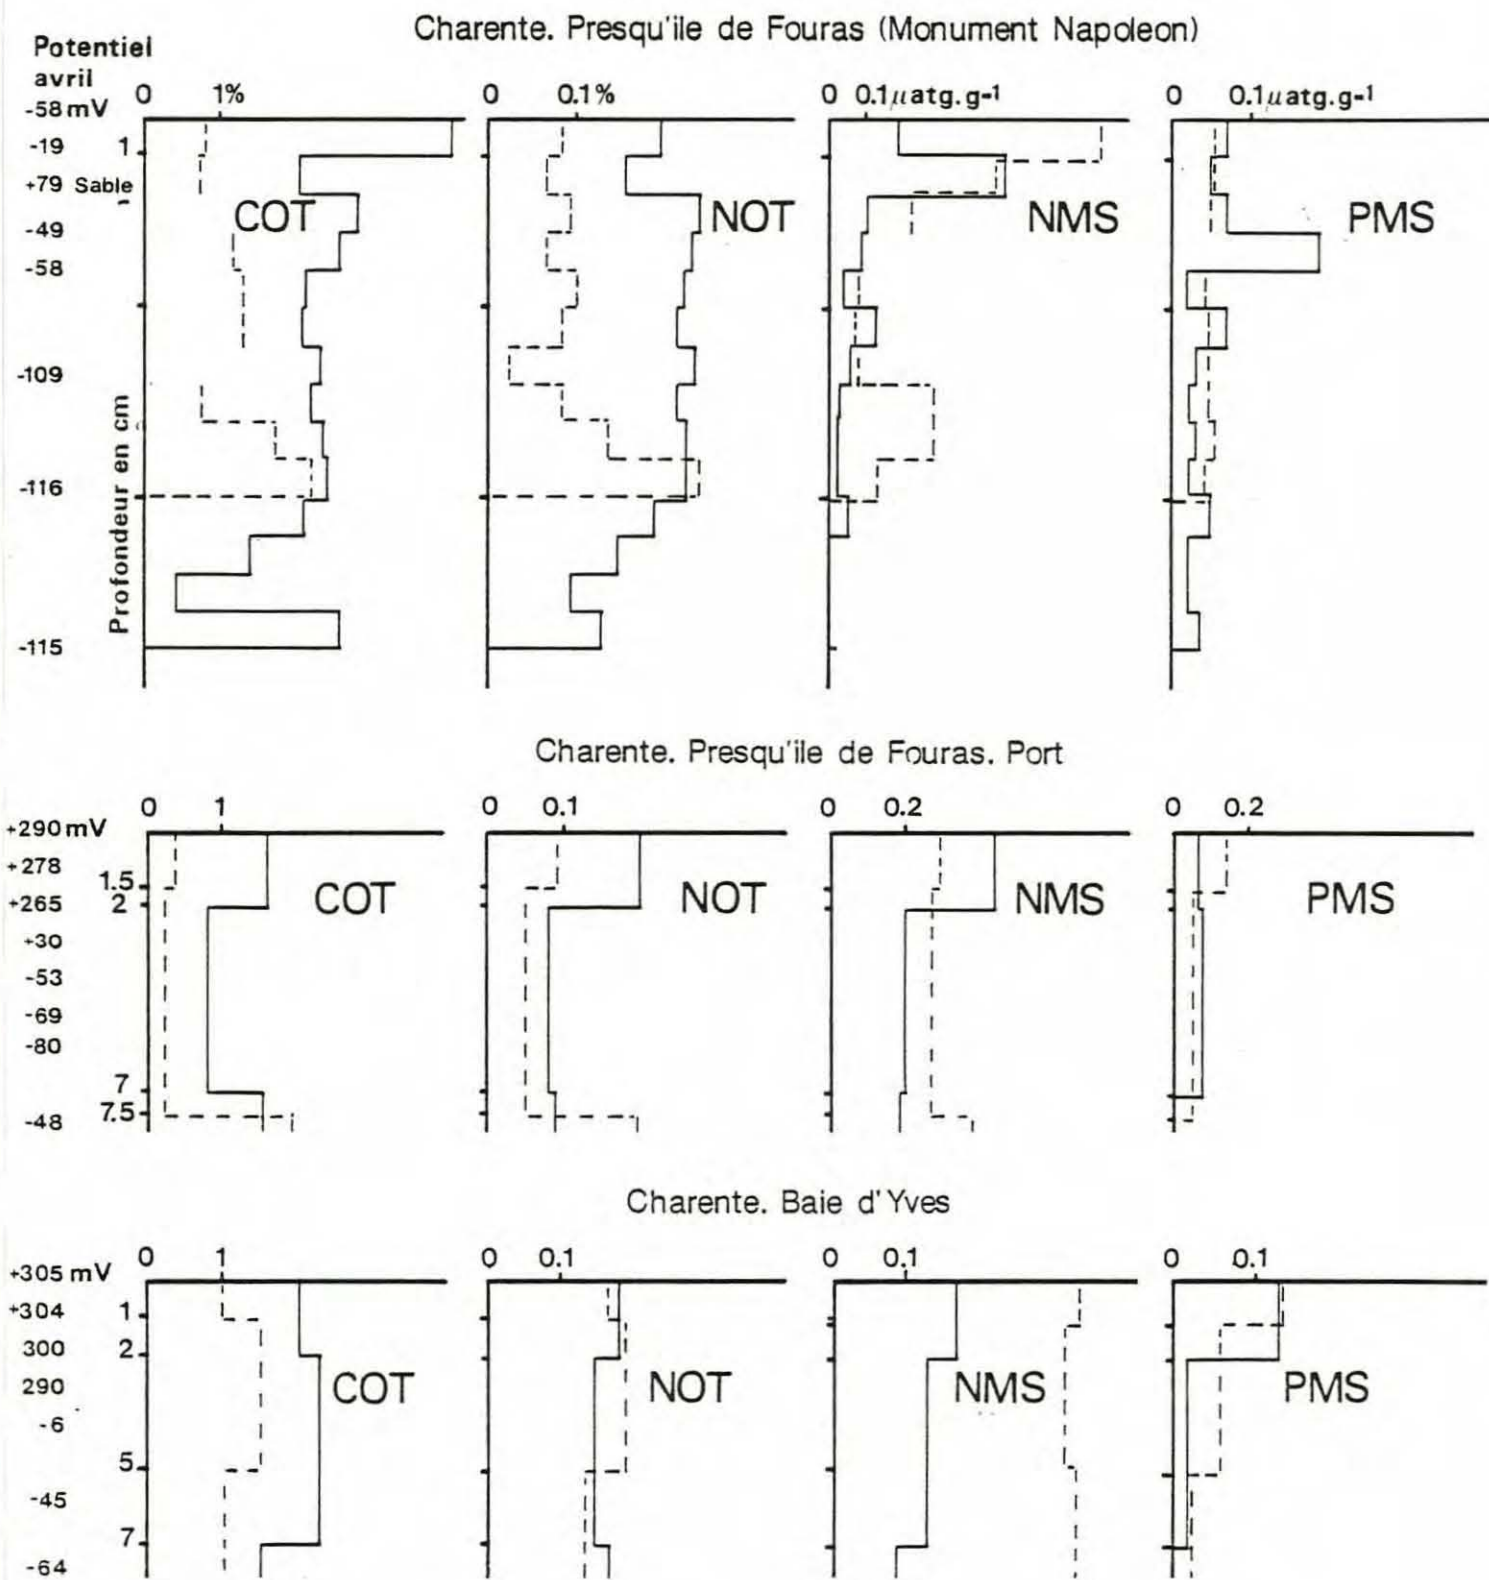 Charente. Presqu'ile de Fouras (Monument Napoleon)
Potentiel
avril
0 1% 0 0.1% 0 0.1µatg.g-1 0 0.1µatg.g-1
-58 mV
-19 1
+79 Sable
COT NOT NMS PMS
-49
-58
-109
Profondeur en cm
-116
-115
Charente. Presqu'ile de Fouras. Port
0 1 0 0.1 0 0.2 0 0.2
+290 mV
+278
1.5
+265 2
COT NOT NMS PMS
+30
-53
-69
-80
7
7.5
-48
Charente. Baie d'Yves
0 1 0 0.1 0 0.1 0 0.1
+305 mV
+304 1
300 2
290
COT NOT NMS PMS
-6
5
-45
7
-64